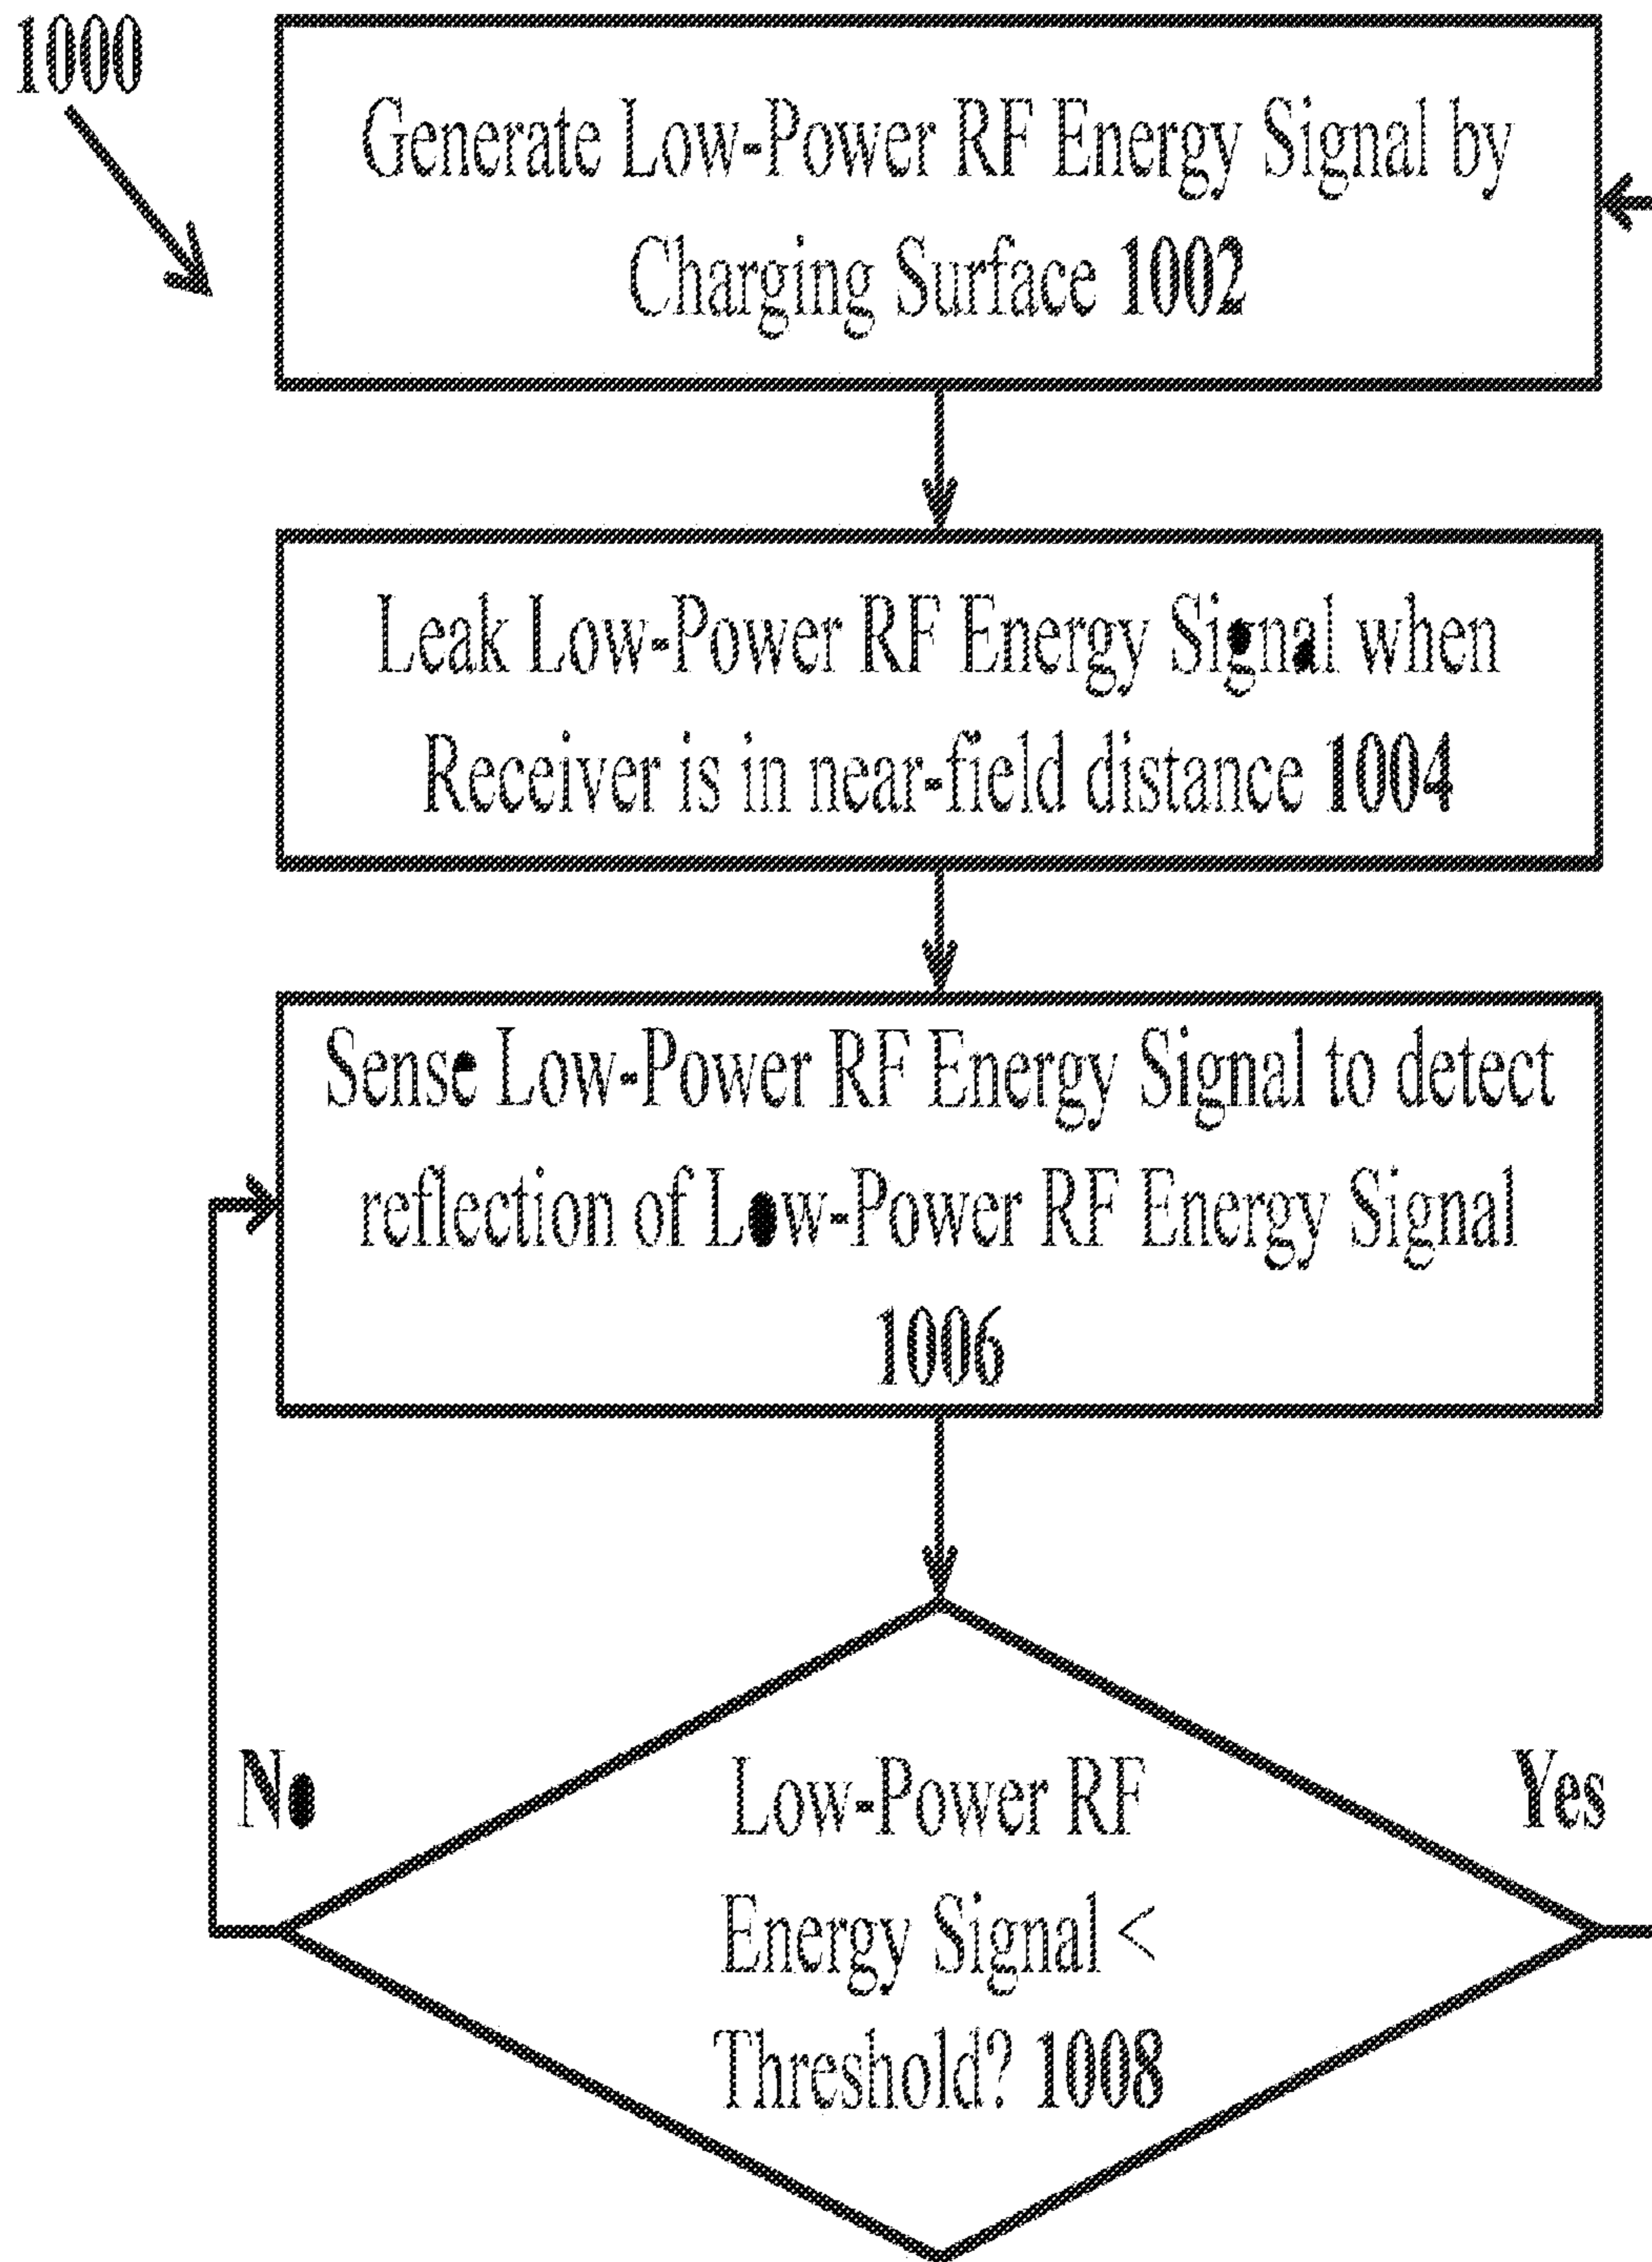 1000
Generate Low-Power RF Energy Signal by
Charging Surface 1002
Leak Low-Power RF Energy Signal when
Receiver is in near-field distance 1004
Sense Low-Power RF Energy Signal to detect
reflection of Low-Power RF Energy Signal
1006
No
Yes
Low-Power RF
Energy Signal <
Threshold? 1008